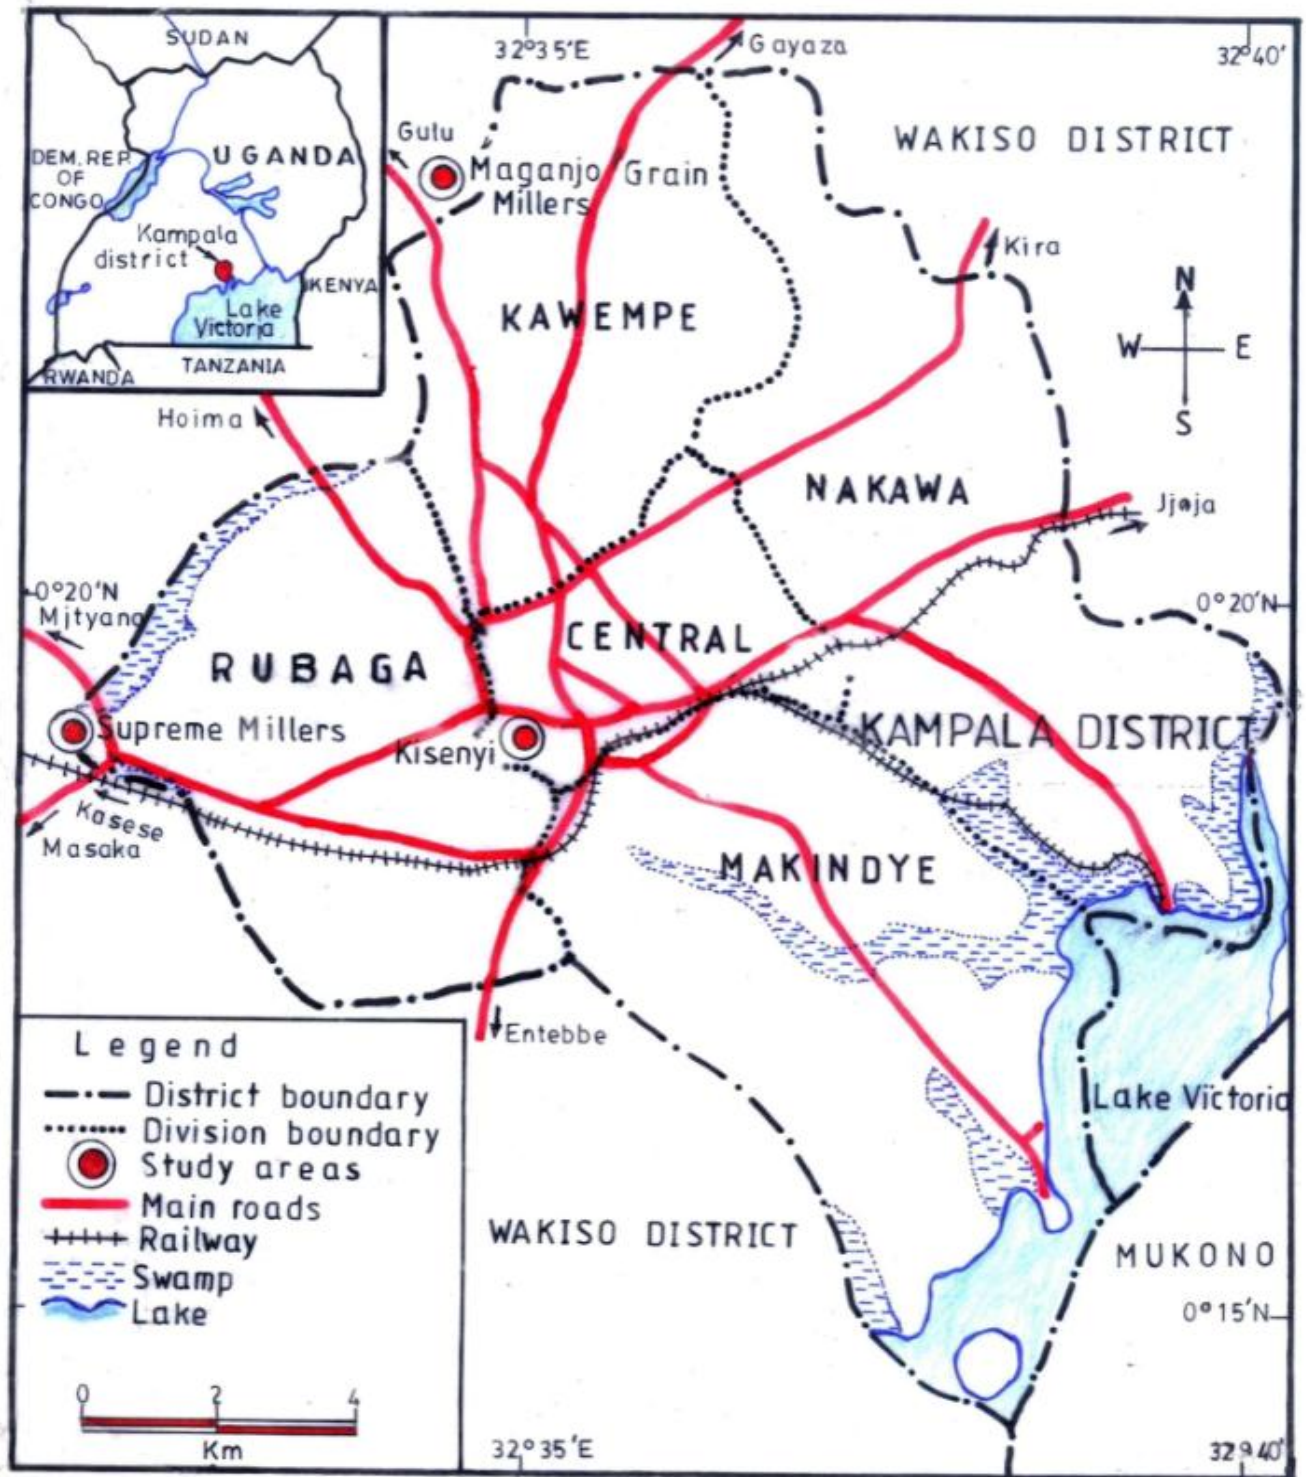 SUDAN
DEM. REP.
OF
CONGO
UGANDA
Kampala
district
KENYA
Lake
Victoria
TANZANIA
RWANDA
32°35'E
32°40'
Gayaza
WAKISO DISTRICT
Gulu
Maganjo Grain
Millers
Kira
KAWEMPE
N
W E
S
Hoima
NAKAWA
Jjnja
0°20'N
0°20'N
Mityana
CENTRAL
RUBAGA
Supreme Millers
Kisenyi
KAMPALA DISTRICT
Kasese
Masaka
MAKINDYE
Entebbe
Lake Victoria
WAKISO DISTRICT
MUKONO
0°15'N
Legend
District boundary
Division boundary
Study areas
Main roads
Railway
Swamp
Lake
0 2 4
Km
32°35'E
32°40'